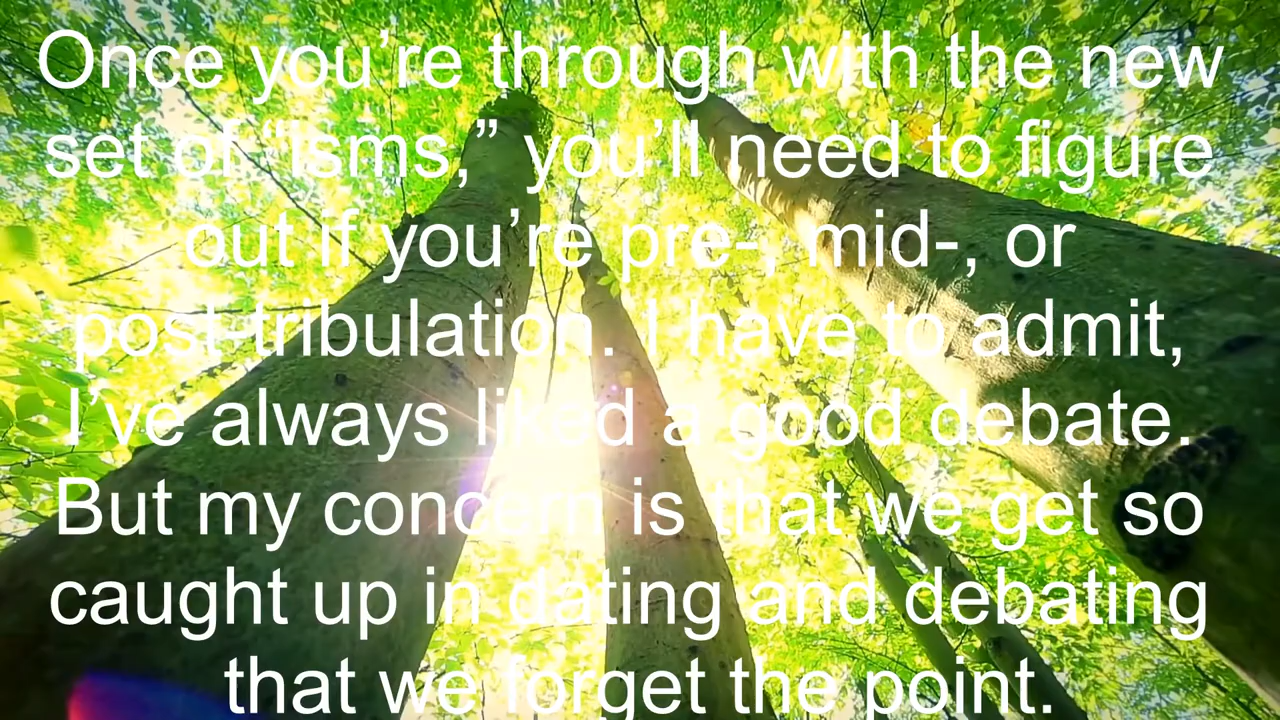 Once you’re through with the new
set of “isms,” you’ll need to figure
out if you’re pre-, mid-, or
post-tribulation. I have to admit,
I’ve always liked a good debate.
But my concern is that we get so
caught up in dating and debating
that we forget the point.